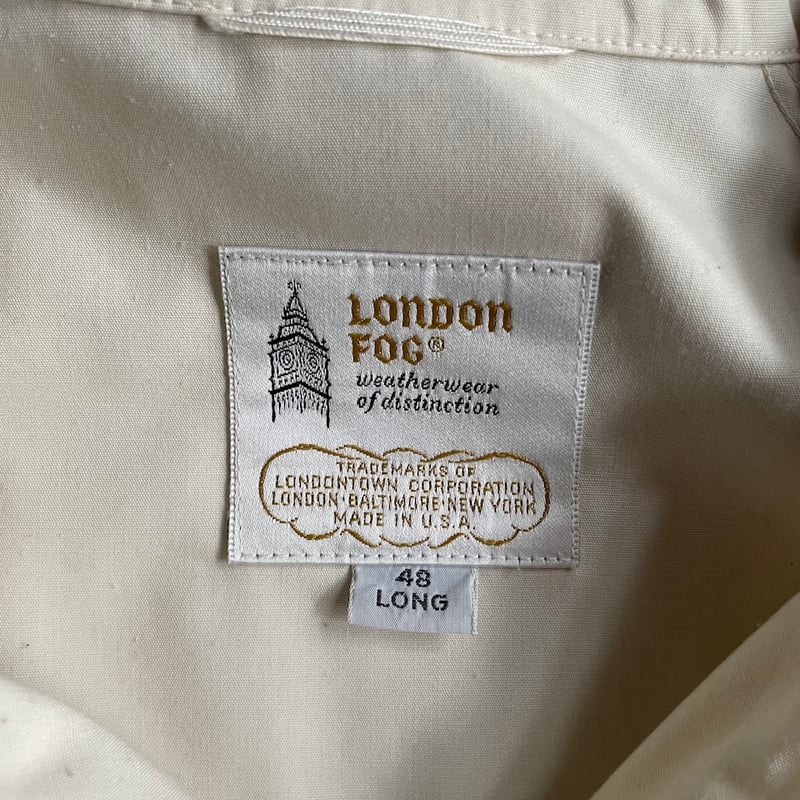 LONDON
FOG®
weatherwear
of distinction
TRADEMARKS OF
LONDONTOWN CORPORATION
LONDON·BALTIMORE·NEW YORK
MADE IN U.S.A.
48
LONG